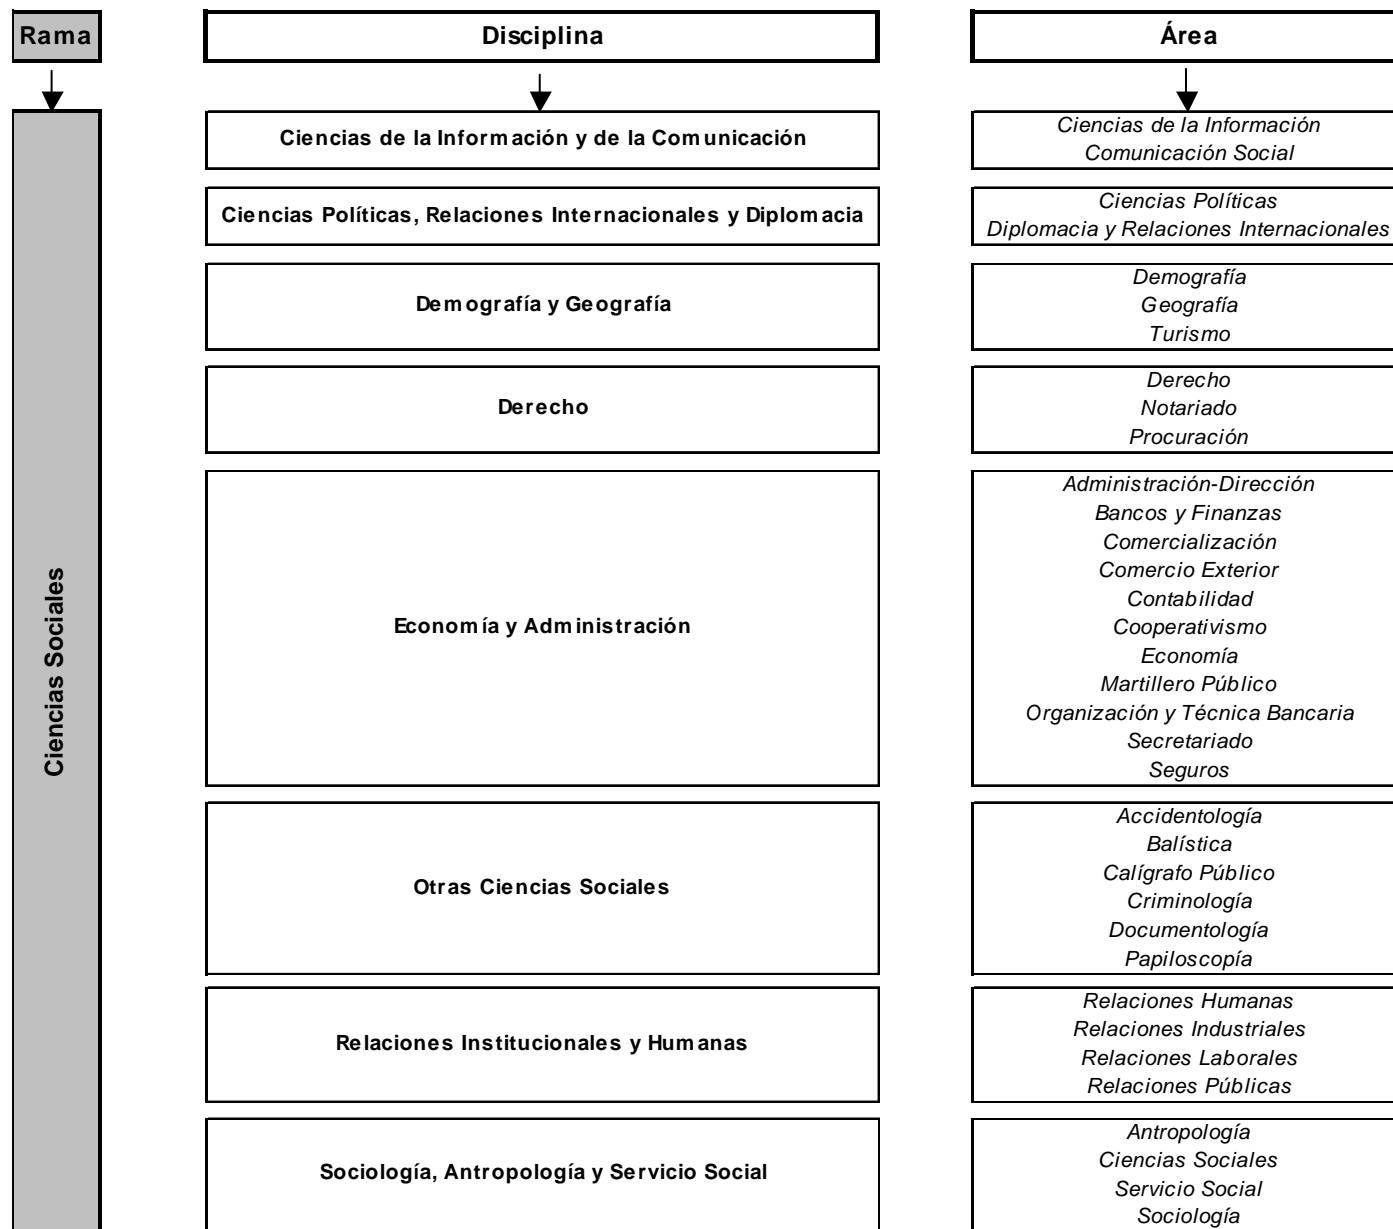 Rama
Disciplina
Área
Ciencias Sociales
Ciencias de la Información y de la Comunicación
Ciencias de la Información
Comunicación Social
Ciencias Políticas, Relaciones Internacionales y Diplomacia
Ciencias Políticas
Diplomacia y Relaciones Internacionales
Demografía y Geografía
Demografía
Geografía
Turismo
Derecho
Derecho
Notariado
Procuración
Economía y Administración
Administración-Dirección
Bancos y Finanzas
Comercialización
Comercio Exterior
Contabilidad
Cooperativismo
Economía
Martillero Público
Organización y Técnica Bancaria
Secretariado
Seguros
Otras Ciencias Sociales
Accidentología
Balística
Calígrafo Público
Criminología
Documentología
Papiloscopía
Relaciones Institucionales y Humanas
Relaciones Humanas
Relaciones Industriales
Relaciones Laborales
Relaciones Públicas
Sociología, Antropología y Servicio Social
Antropología
Ciencias Sociales
Servicio Social
Sociología